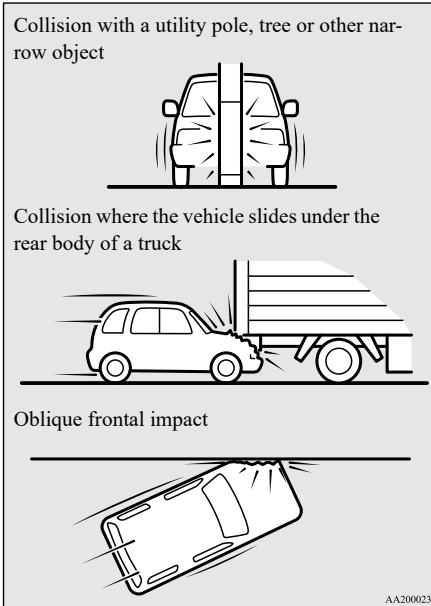 Collision with a utility pole, tree or other nar-
row object
Collision where the vehicle slides under the
rear body of a truck
Oblique frontal impact
AA200023